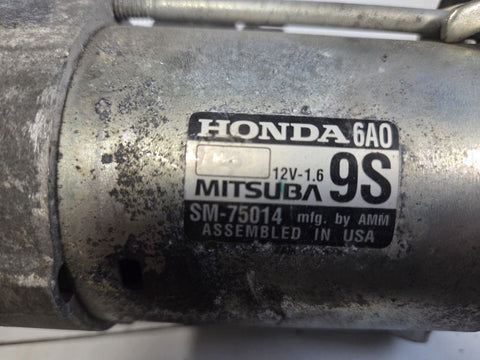 HONDA 6A0
12V-1.6
MITSUBA 9S
SM-75014 mfg. by AMM
ASSEMBLED IN USA